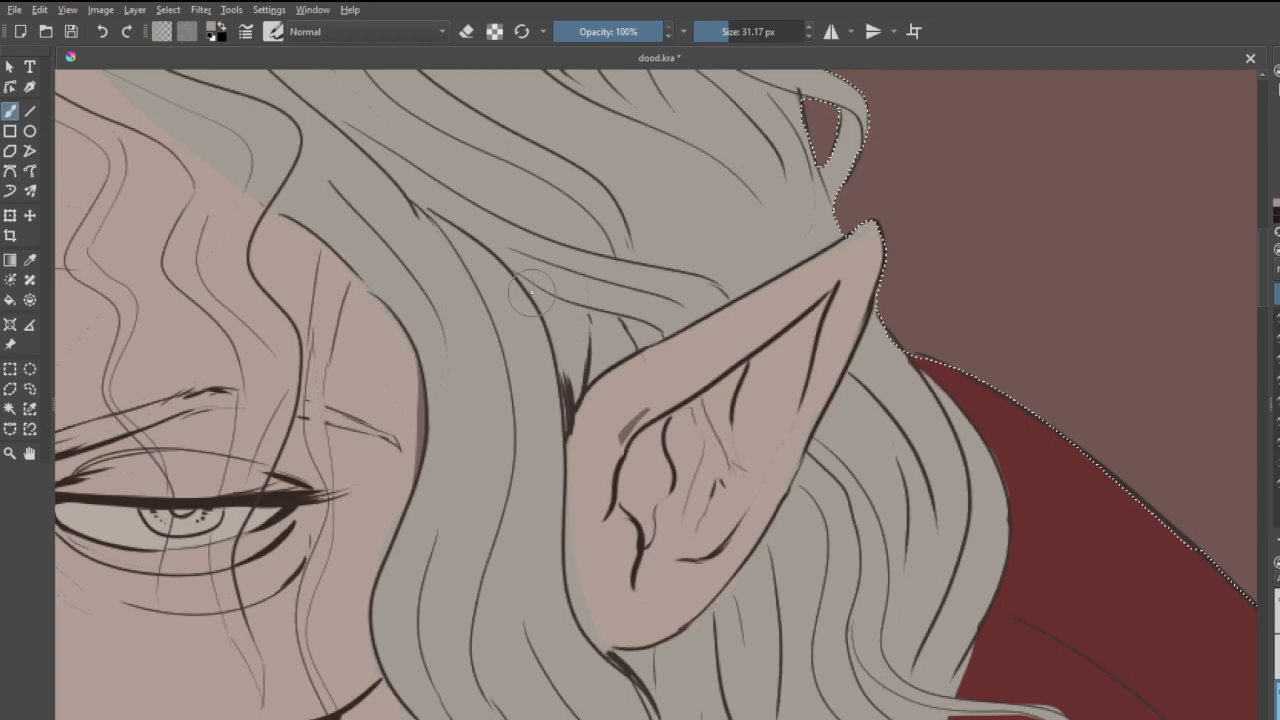 File Edit View Image Layer Select Filter Tools Settings Window Help
Normal Opacity: 100% Size: 31.17 px
dood.kra *